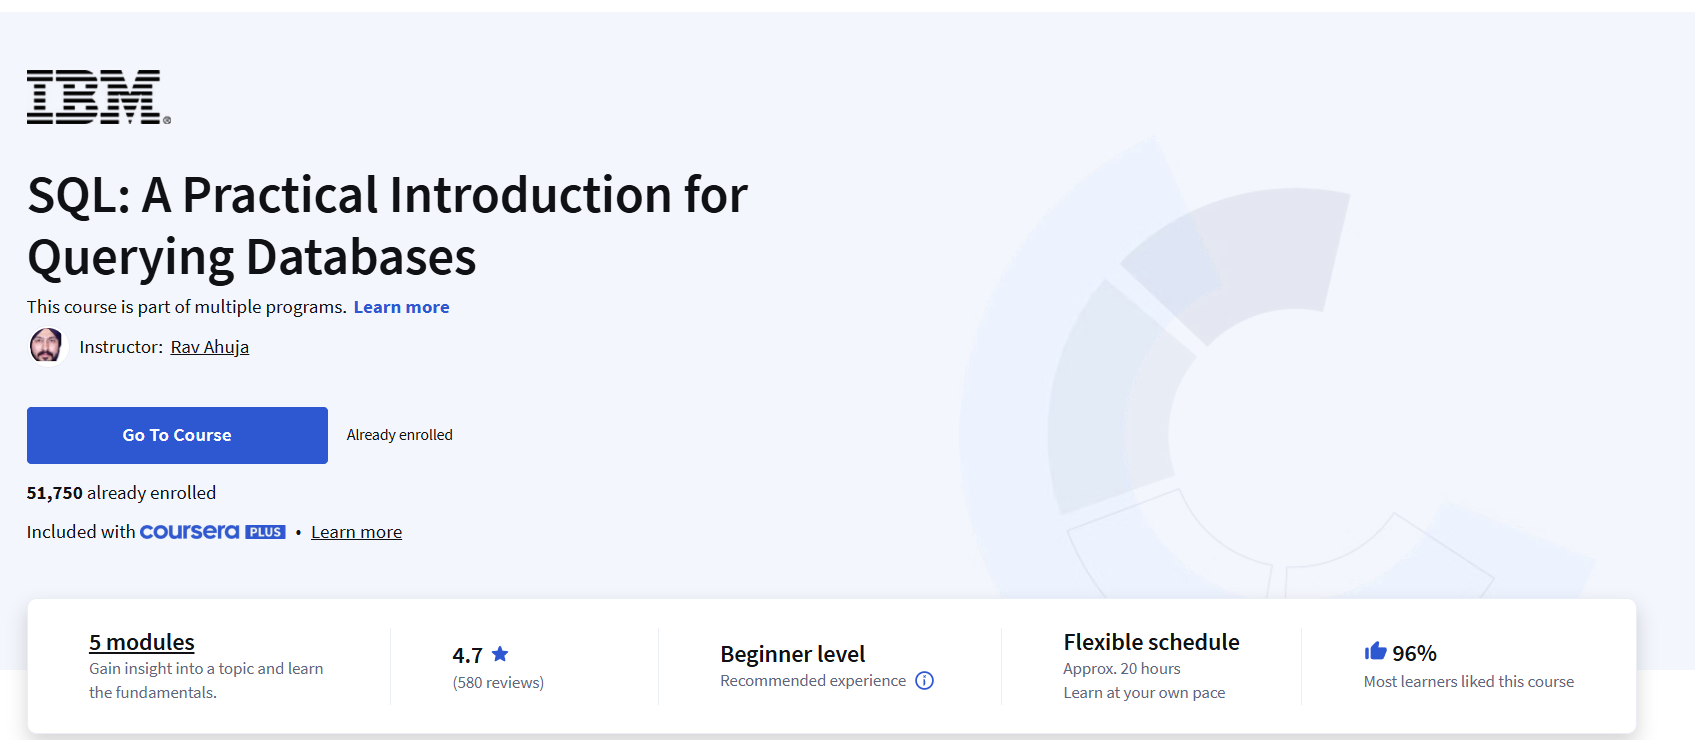 IBM®
SQL: A Practical Introduction for
Querying Databases
This course is part of multiple programs. Learn more
Instructor: Rav Ahuja
Go To Course
Already enrolled
51,750 already enrolled
Included with coursera PLUS • Learn more
5 modules
Gain insight into a topic and learn
the fundamentals.
4.7 ★
(580 reviews)
Beginner level
Recommended experience
Flexible schedule
Approx. 20 hours
Learn at your own pace
96%
Most learners liked this course